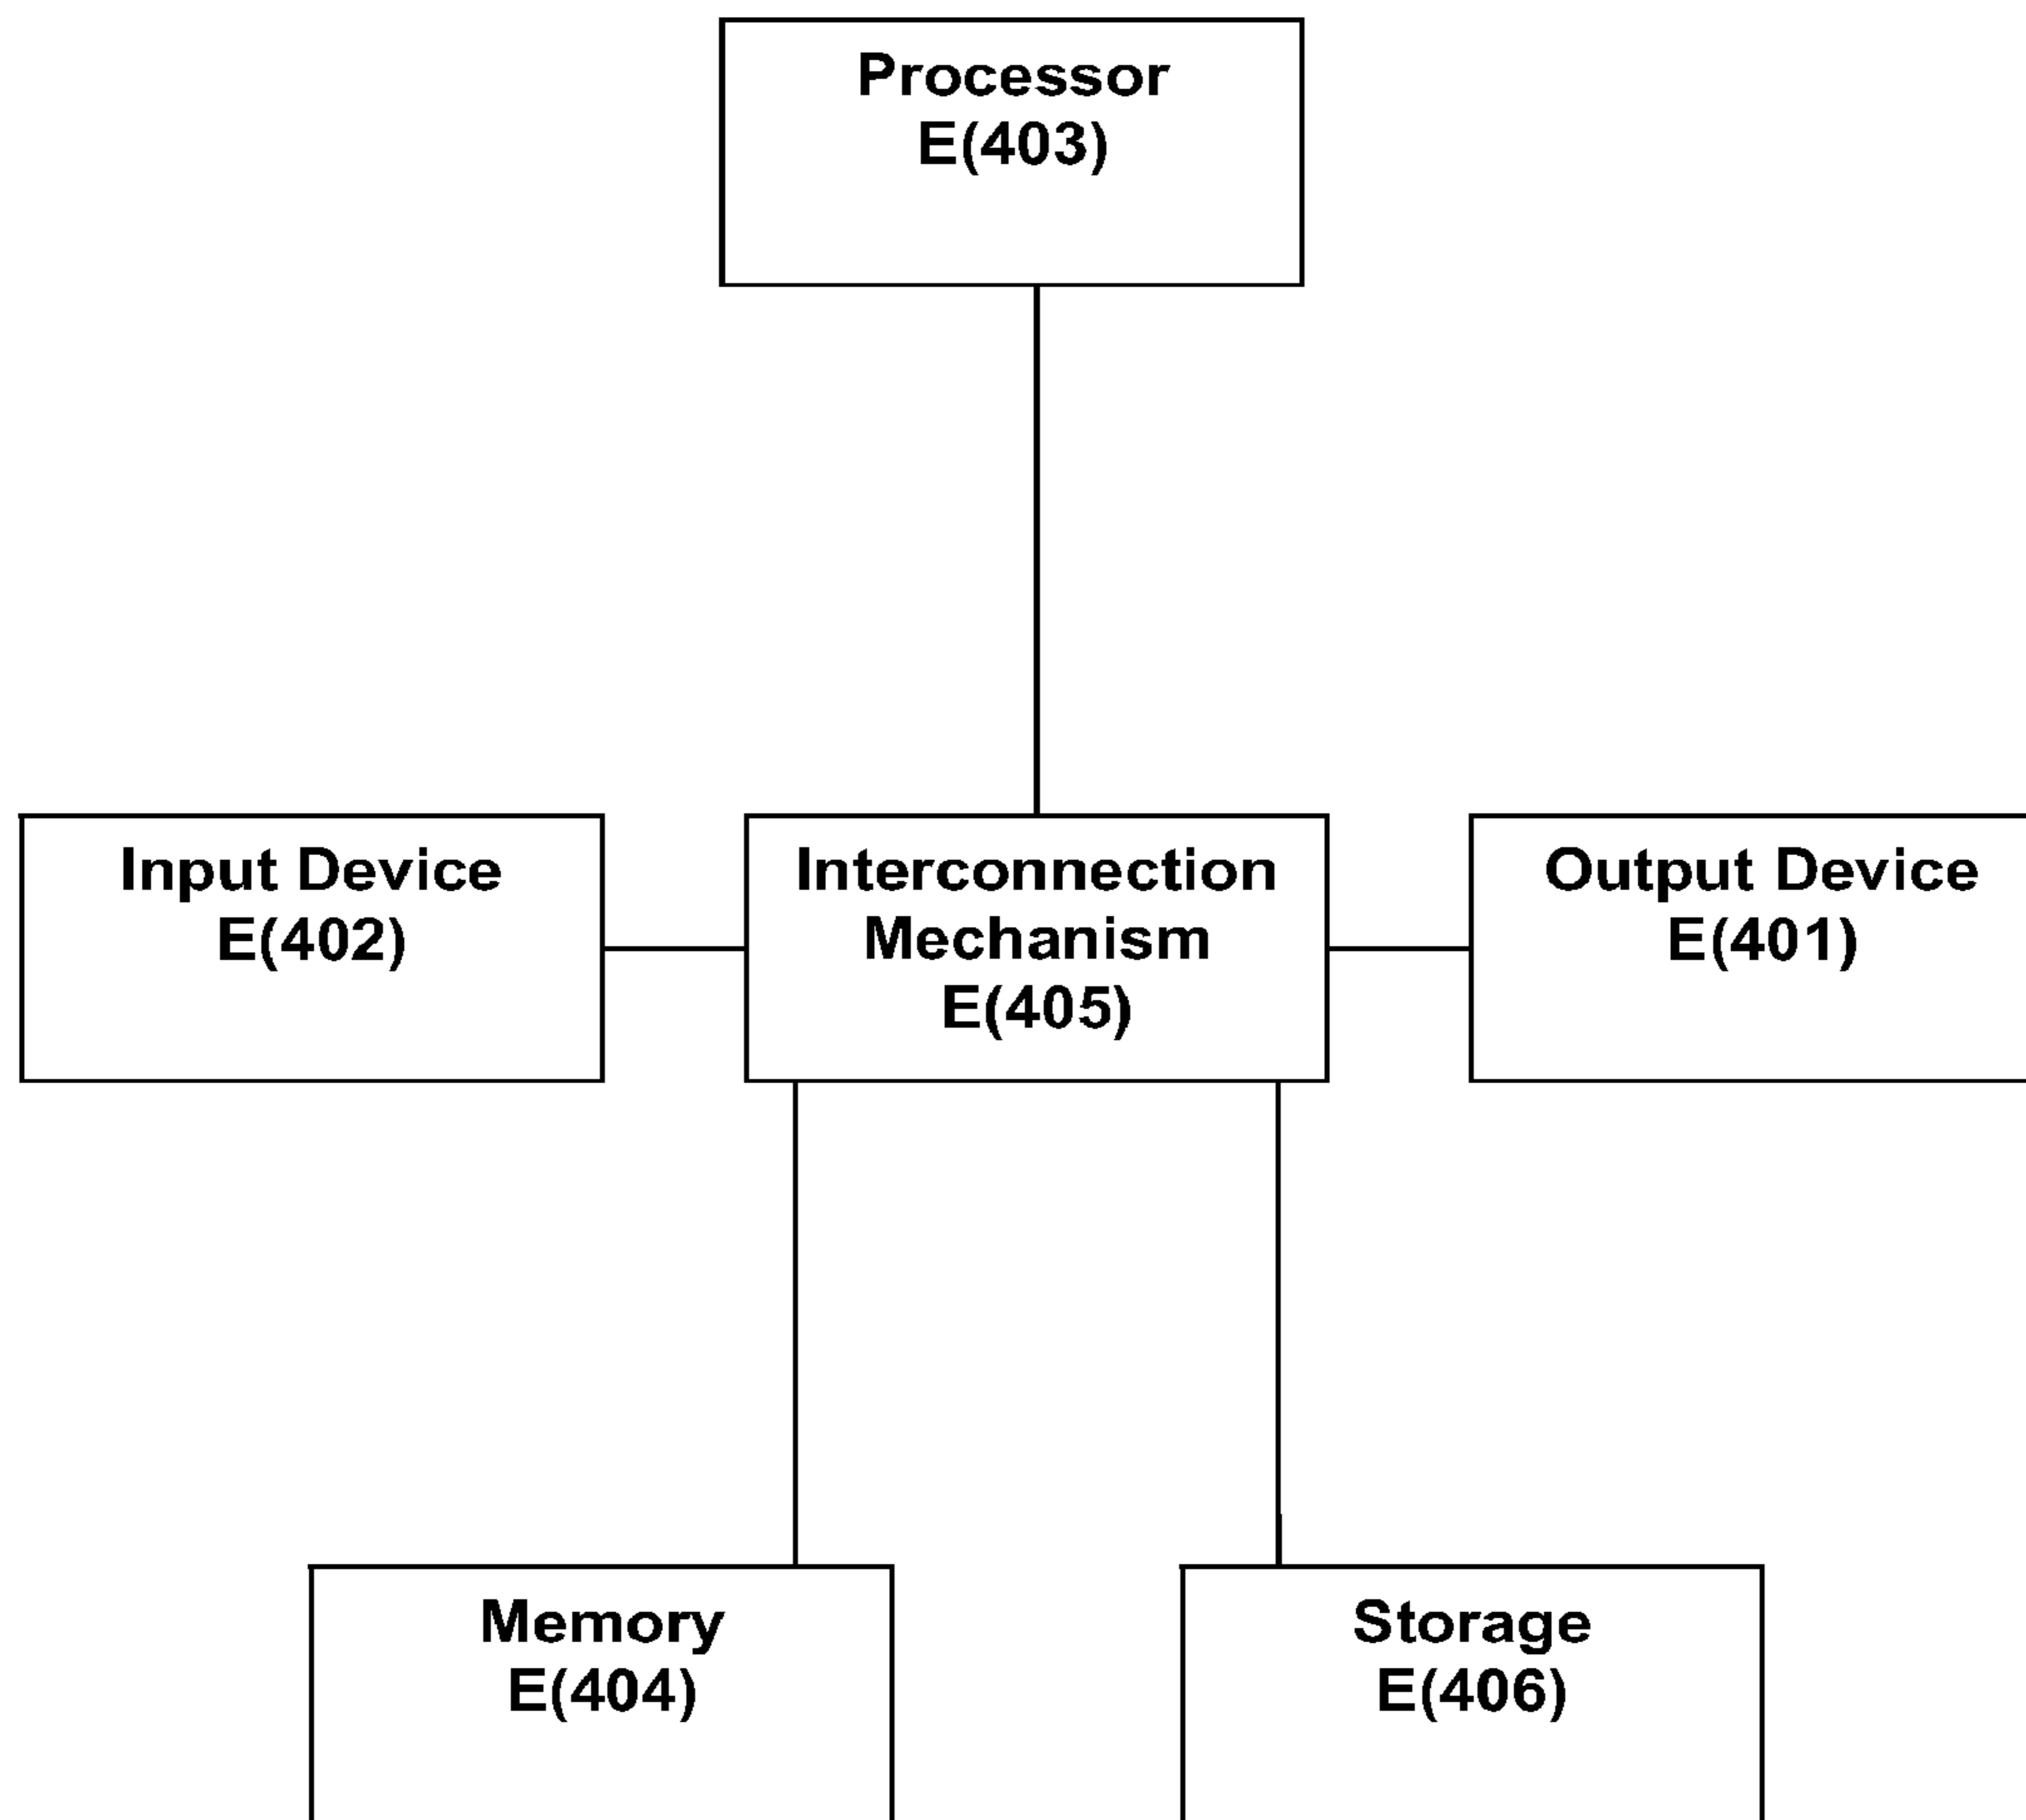 Processor
E(403)
Input Device
E(402)
Interconnection
Mechanism
E(405)
Output Device
E(401)
Memory
E(404)
Storage
E(406)